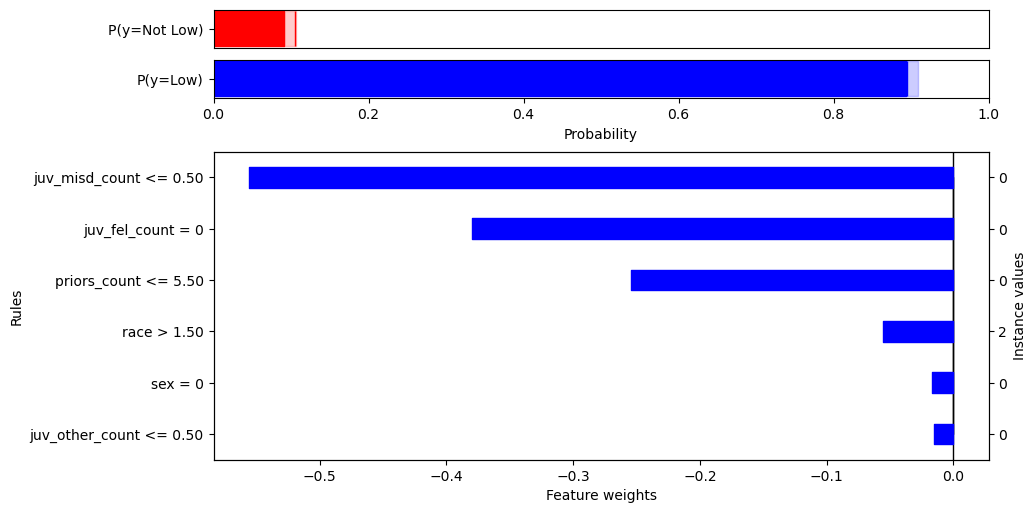 P(y=Not Low)
P(y=Low)
0.0 0.2 0.4 0.6 0.8 1.0
Probability
juv_misd_count <= 0.50 0
juv_fel_count = 0 0
priors_count <= 5.50 0
race > 1.50 2
sex = 0 0
juv_other_count <= 0.50 0
Rules
Instance values
−0.5 −0.4 −0.3 −0.2 −0.1 0.0
Feature weights